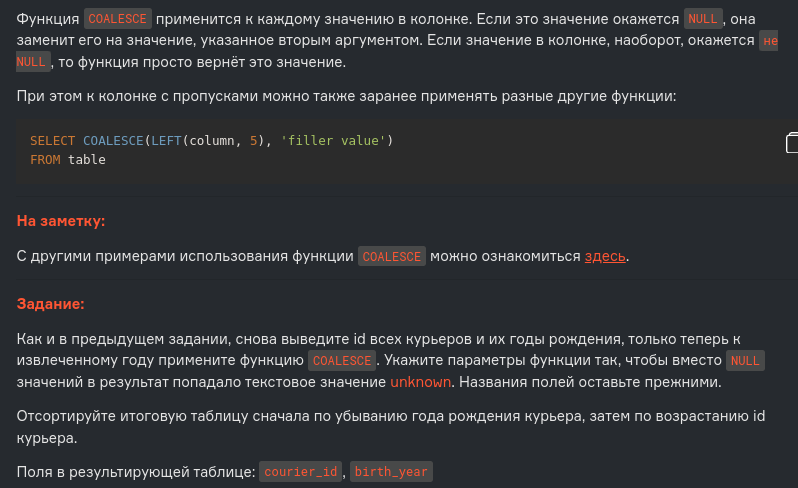 Функция COALESCE применится к каждому значению в колонке. Если это значение окажется NULL, она
заменит его на значение, указанное вторым аргументом. Если значение в колонке, наоборот, окажется не
NULL, то функция просто вернёт это значение.
При этом к колонке с пропусками можно также заранее применять разные другие функции:
SELECT COALESCE(LEFT(column, 5), 'filler value')
FROM table
На заметку:
С другими примерами использования функции COALESCE можно ознакомиться здесь.
Задание:
Как и в предыдущем задании, снова выведите id всех курьеров и их годы рождения, только теперь к
извлеченному году примените функцию COALESCE. Укажите параметры функции так, чтобы вместо NULL
значений в результат попадало текстовое значение unknown. Названия полей оставьте прежними.
Отсортируйте итоговую таблицу сначала по убыванию года рождения курьера, затем по возрастанию id
курьера.
Поля в результирующей таблице: courier_id, birth_year